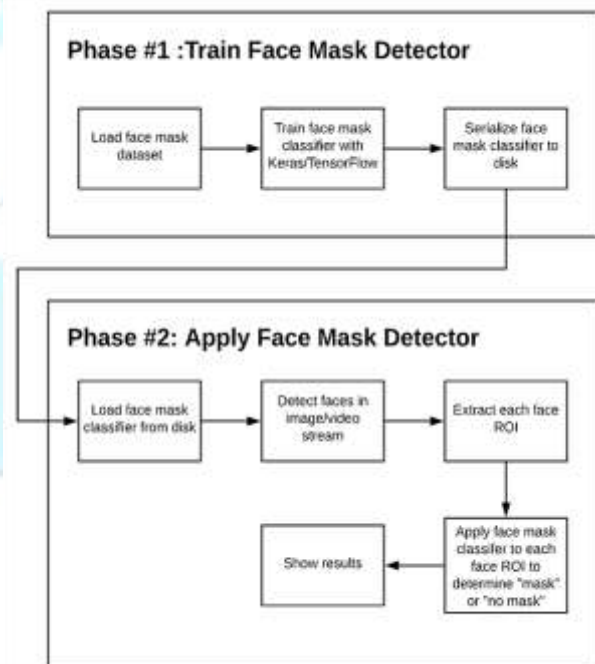 Phase #1 :Train Face Mask Detector
Load face mask
dataset
Train face mask
classifier with
Keras/TensorFlow
Serialize face
mask classifier to
disk
Phase #2: Apply Face Mask Detector
Load face mask
classifier from disk
Detect faces in
image/video
stream
Extract each face
ROI
Show results
Apply face mask
classifer to each
face ROI to
determine "mask"
or "no mask"